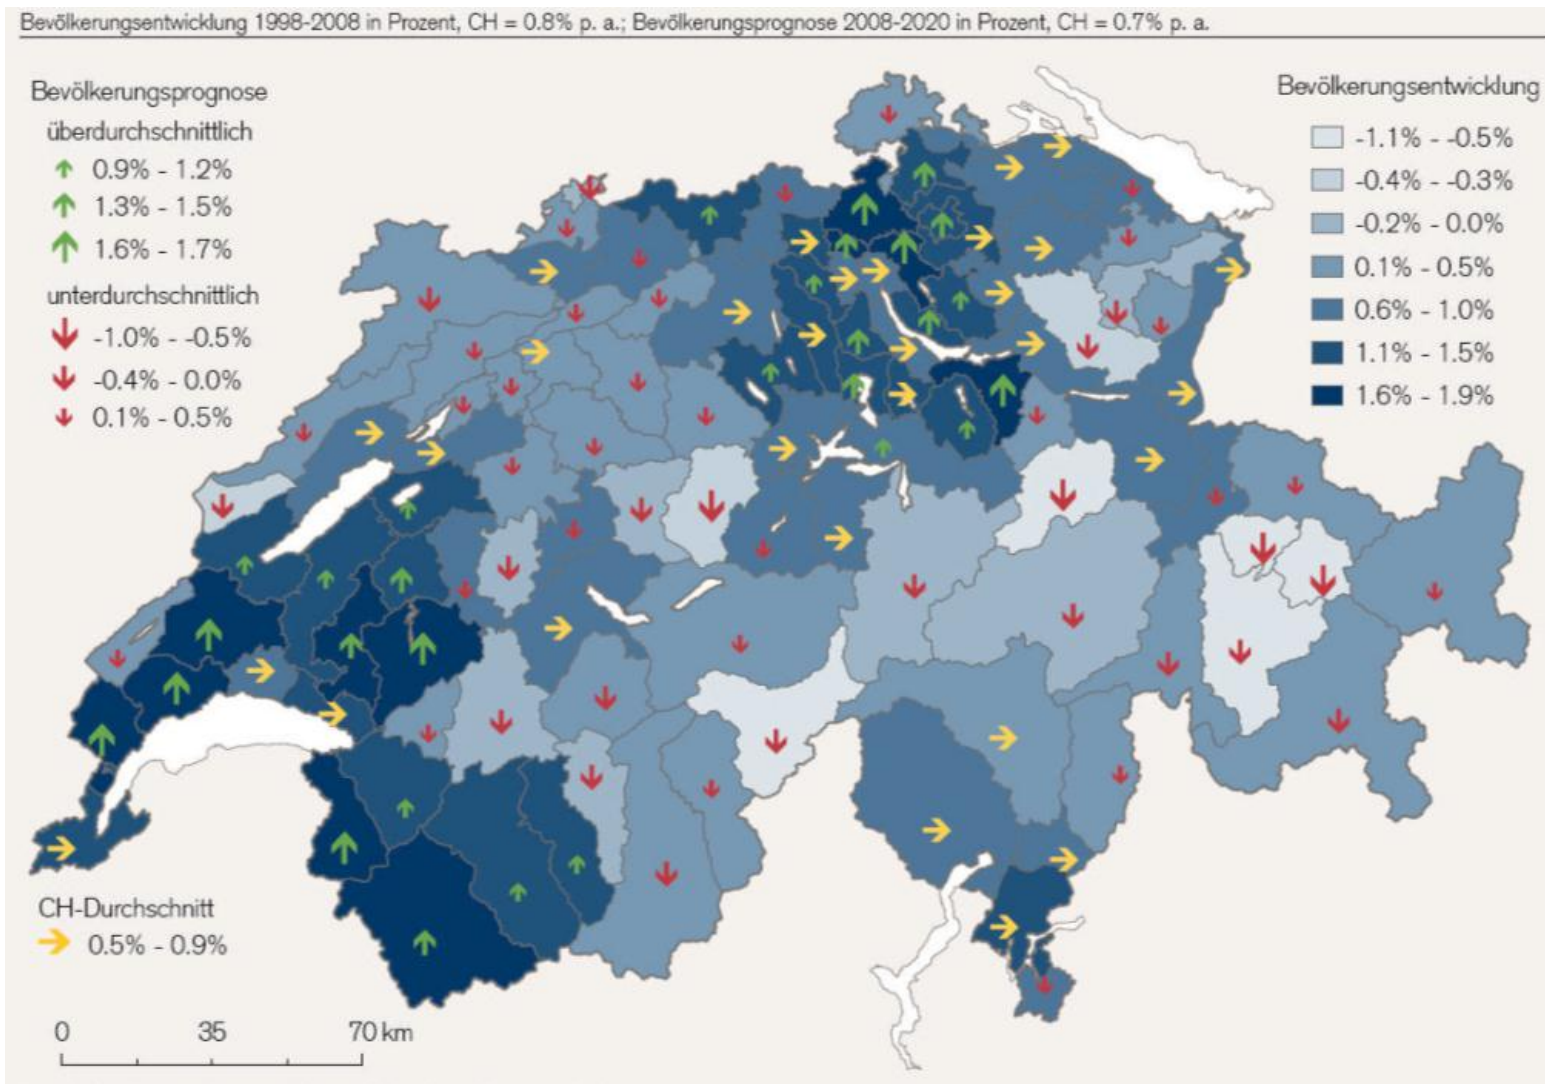 Bevölkerungsentwicklung 1998-2008 in Prozent, CH = 0.8% p. a.; Bevölkerungsprognose 2008-2020 in Prozent, CH = 0.7% p. a.
Bevölkerungsprognose
überdurchschnittlich
0.9% - 1.2%
1.3% - 1.5%
1.6% - 1.7%
unterdurchschnittlich
-1.0% - -0.5%
-0.4% - 0.0%
0.1% - 0.5%
Bevölkerungsentwicklung
-1.1% - -0.5%
-0.4% - -0.3%
-0.2% - 0.0%
0.1% - 0.5%
0.6% - 1.0%
1.1% - 1.5%
1.6% - 1.9%
CH-Durchschnitt
0.5% - 0.9%
0 35 70 km